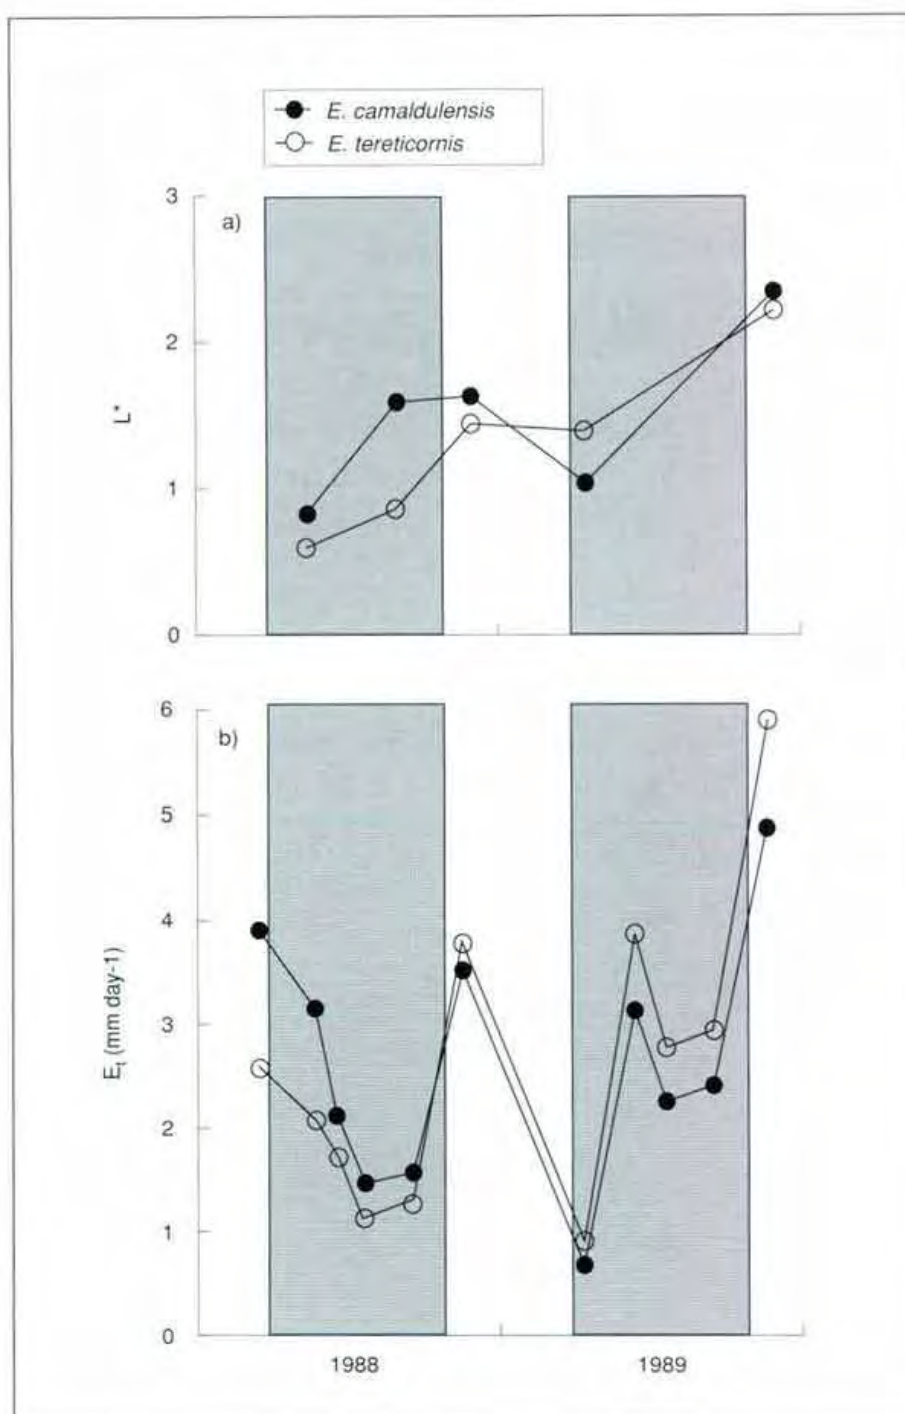 E. camaldulensis
E. tereticornis
3
a)
2
L*
1
0
6
b)
5
4
Et (mm day-1)
3
2
1
0
1988
1989